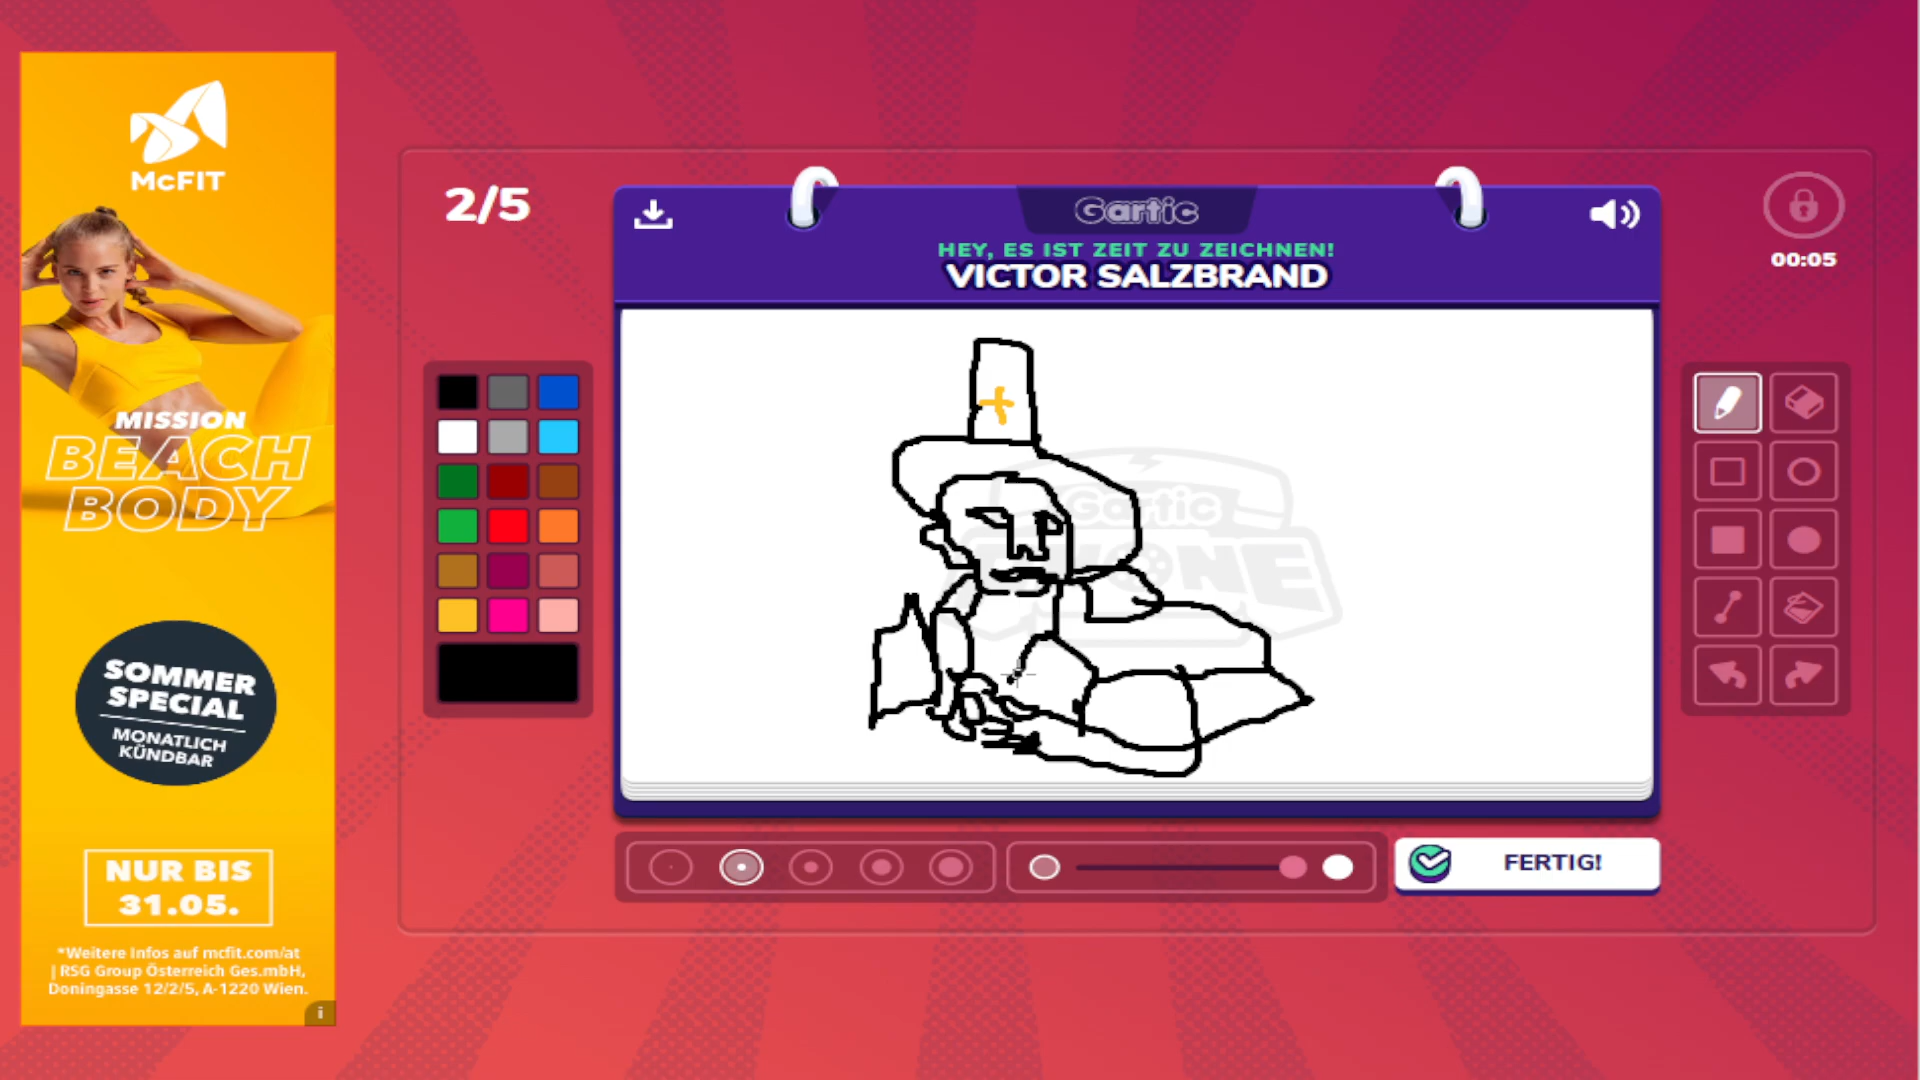 McFIT
MISSION
BEACH
BODY
SOMMER
SPECIAL
MONATLICH
KÜNDBAR
NUR BIS
31.05.
*Weitere Infos auf mcfit.com/at
| RSG Group Österreich Ges.mbH,
Doningasse 12/2/5, A-1220 Wien.
i
2/5
Gartic
HEY, ES IST ZEIT ZU ZEICHNEN!
VICTOR SALZBRAND
00:05
Gartic
FERTIG!